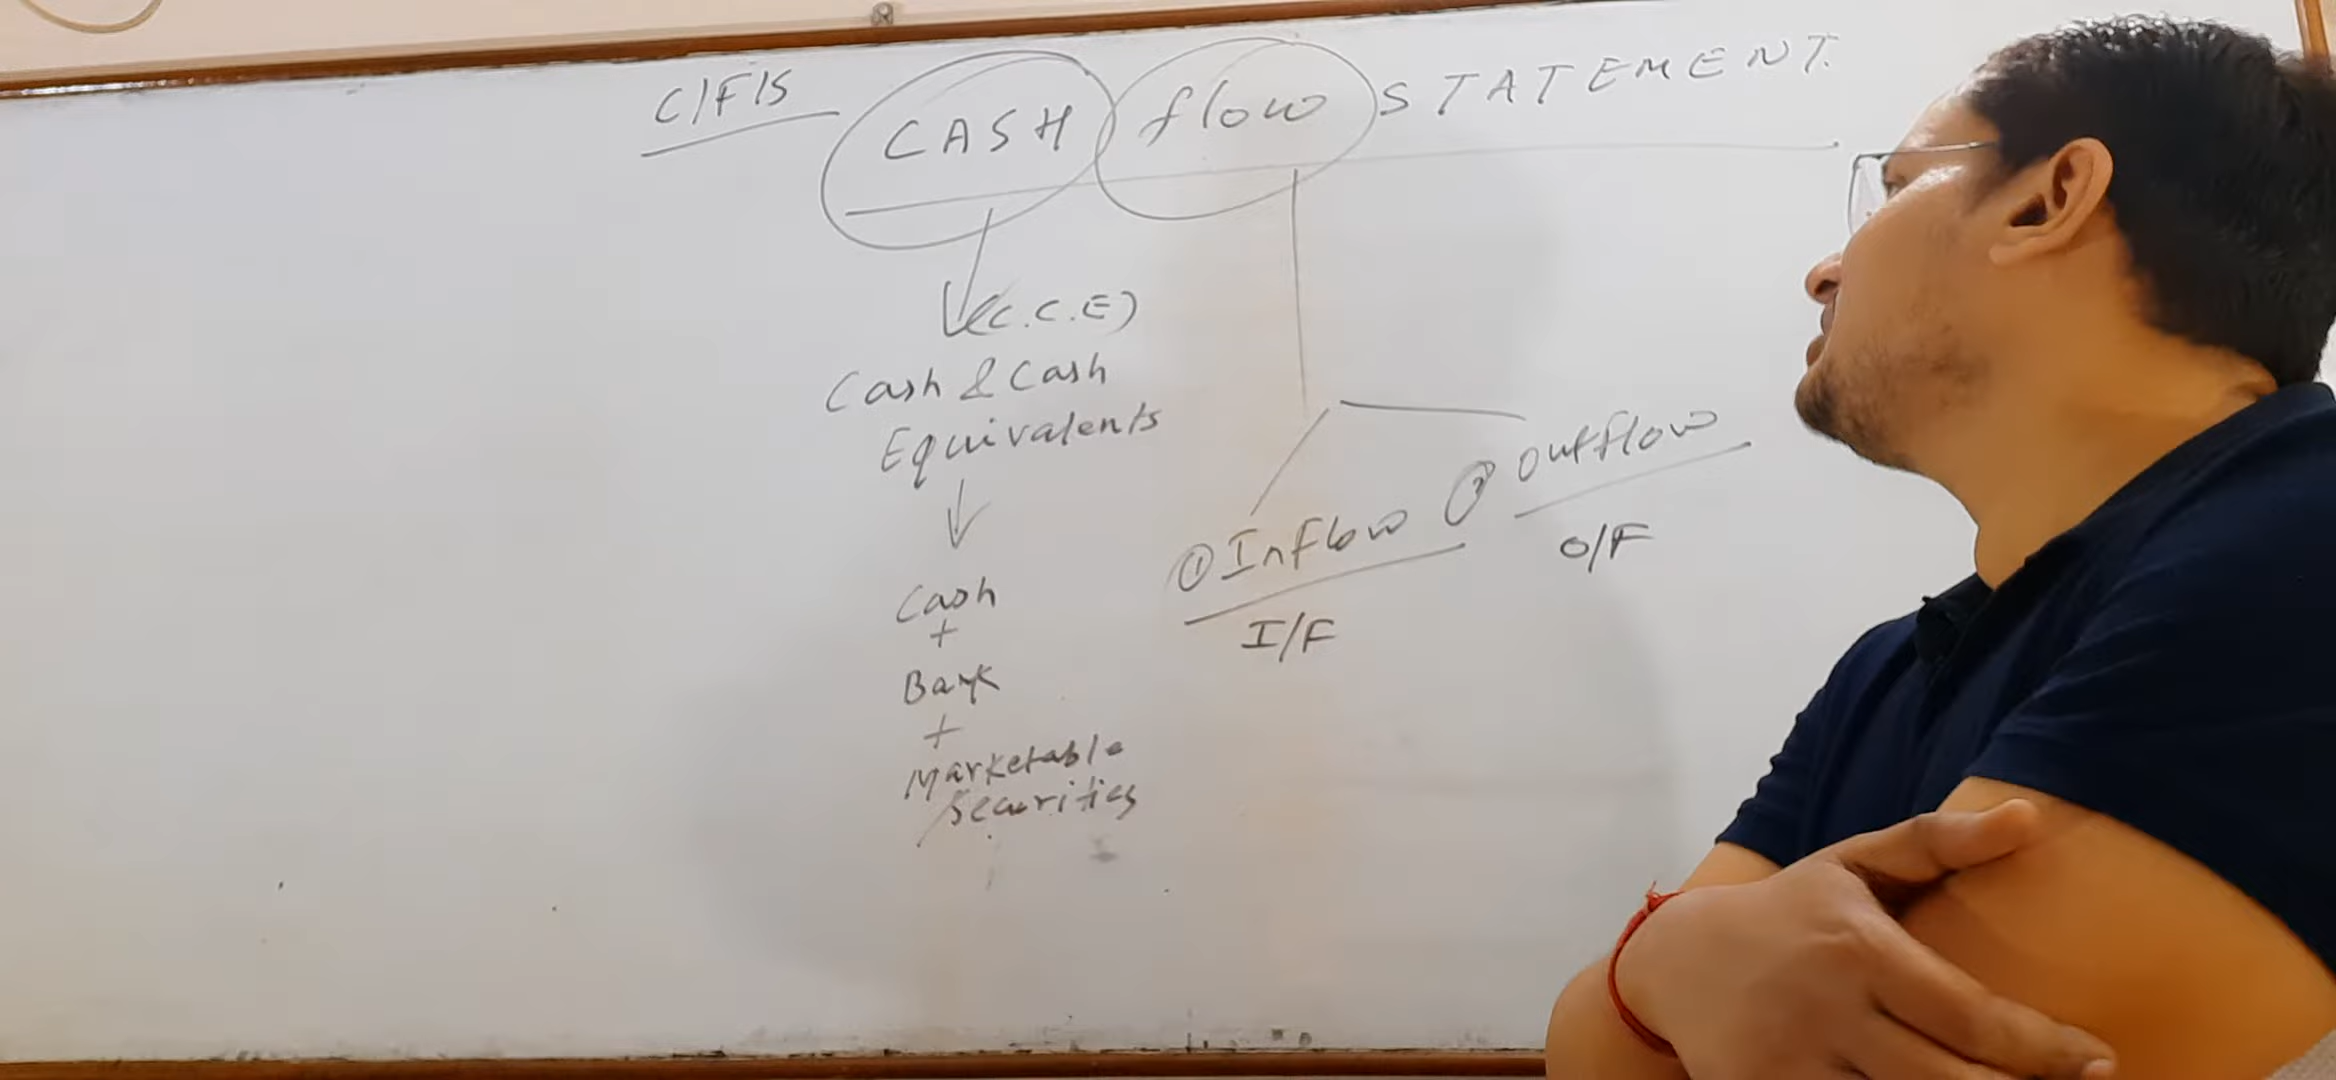 C/F/S
CASH flow STATEMENT.
(C.C.E)
Cash & Cash
Equivalents
Cash
+
Bank
+
Marketable
Securities
① Inflow
I/F
② Outflow
O/F